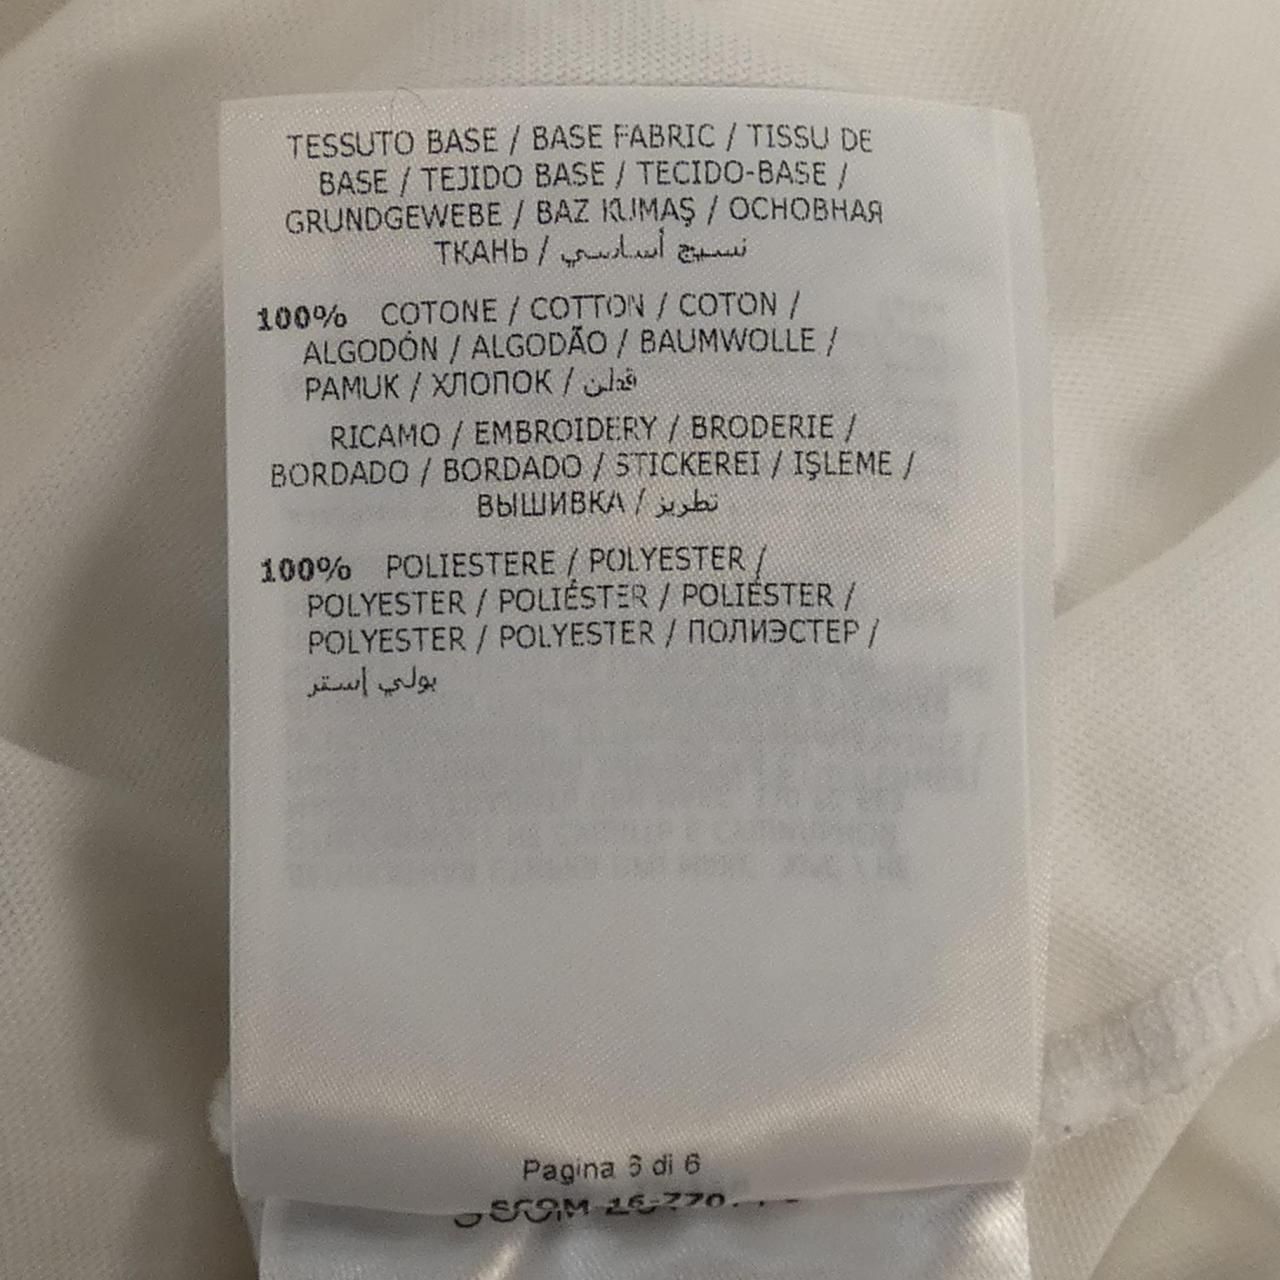 TESSUTO BASE / BASE FABRIC / TISSU DE
BASE / TEJIDO BASE / TECIDO-BASE /
GRUNDGEWEBE / BAZ KUMAŞ / ОСНОВНАЯ
ТКАНЬ / نسيج أساسي
100% COTONE / COTTON / COTON /
ALGODÓN / ALGODÃO / BAUMWOLLE /
PAMUK / ХЛОПОК / قطن
RICAMO / EMBROIDERY / BRODERIE /
BORDADO / BORDADO / STICKEREI / IŞLEME /
ВЫШИВКА / تطريز
100% POLIESTERE / POLYESTER /
POLYESTER / POLIÉSTER / POLIÉSTER /
POLYESTER / POLYESTER / ПОЛИЭСТЕР /
بولي إستر
Pagina 6 di 6